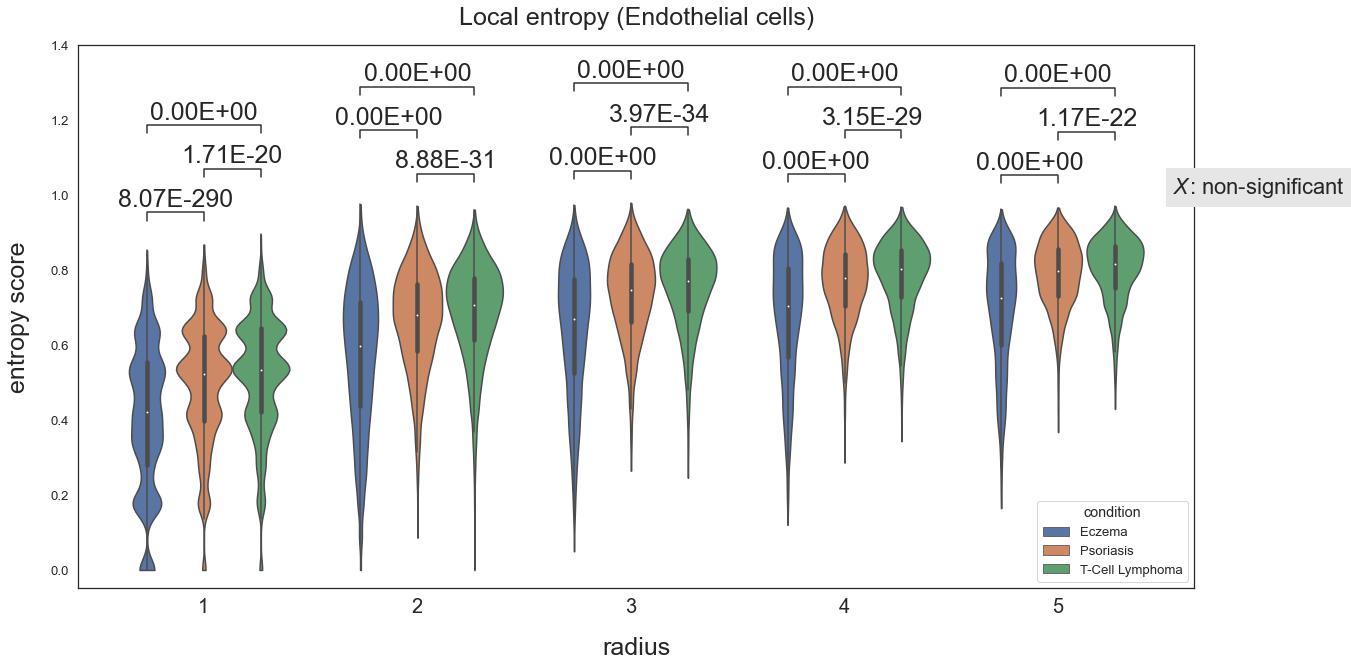 Local entropy (Endothelial cells)
entropy score
1.4
1.2
1.0
0.8
0.6
0.4
0.2
0.0
0.00E+00
1.71E-20
8.07E-290
0.00E+00
0.00E+00
8.88E-31
0.00E+00
3.97E-34
0.00E+00
0.00E+00
3.15E-29
0.00E+00
0.00E+00
1.17E-22
0.00E+00
X: non-significant
condition
Eczema
Psoriasis
T-Cell Lymphoma
1 2 3 4 5
radius